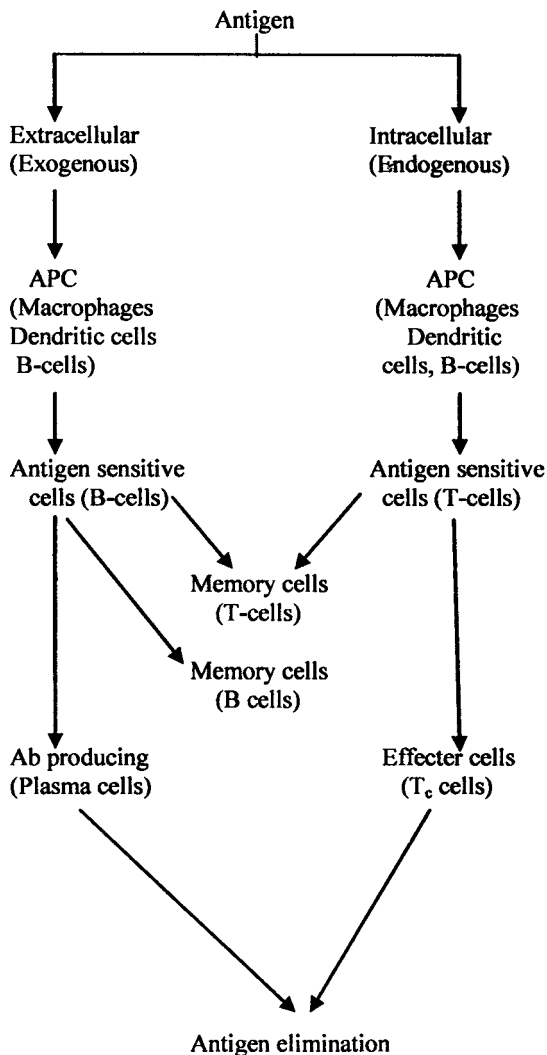 Antigen
Extracellular
(Exogenous)
Intracellular
(Endogenous)
APC
(Macrophages
Dendritic cells
B-cells)
APC
(Macrophages
Dendritic
cells, B-cells)
Antigen sensitive
cells (B-cells)
Antigen sensitive
cells (T-cells)
Memory cells
(T-cells)
Memory cells
(B cells)
Ab producing
(Plasma cells)
Effecter cells
(Tc cells)
Antigen elimination